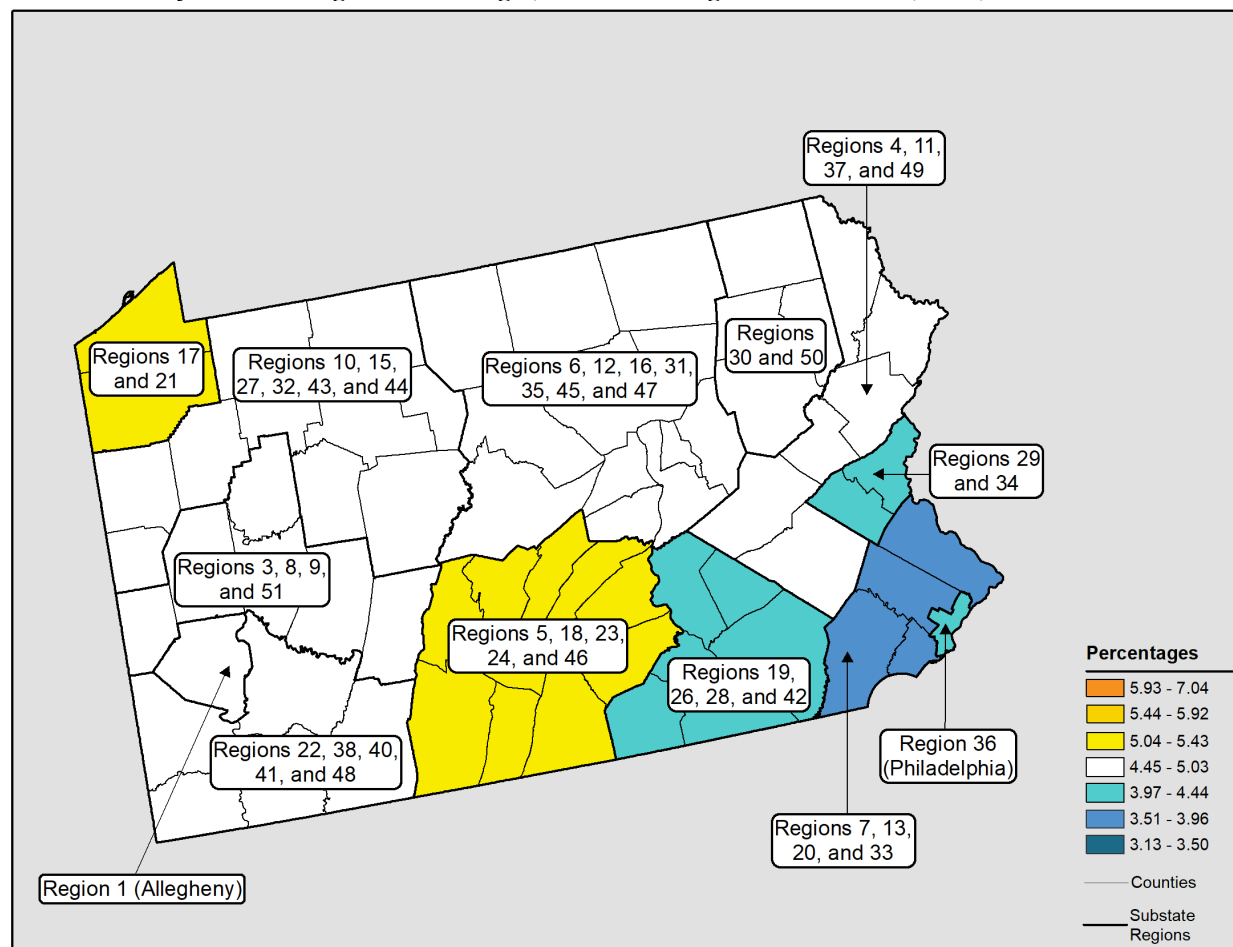 Regions 4, 11,
37, and 49
Regions 17
and 21
Regions 10, 15,
27, 32, 43, and 44
Regions 6, 12, 16, 31,
35, 45, and 47
Regions
30 and 50
Regions 29
and 34
Regions 3, 8, 9,
and 51
Regions 5, 18, 23,
24, and 46
Regions 19,
26, 28, and 42
Regions 22, 38, 40,
41, and 48
Region 36
(Philadelphia)
Regions 7, 13,
20, and 33
Region 1 (Allegheny)
Percentages
5.93 - 7.04
5.44 - 5.92
5.04 - 5.43
4.45 - 5.03
3.97 - 4.44
3.51 - 3.96
3.13 - 3.50
Counties
Substate
Regions